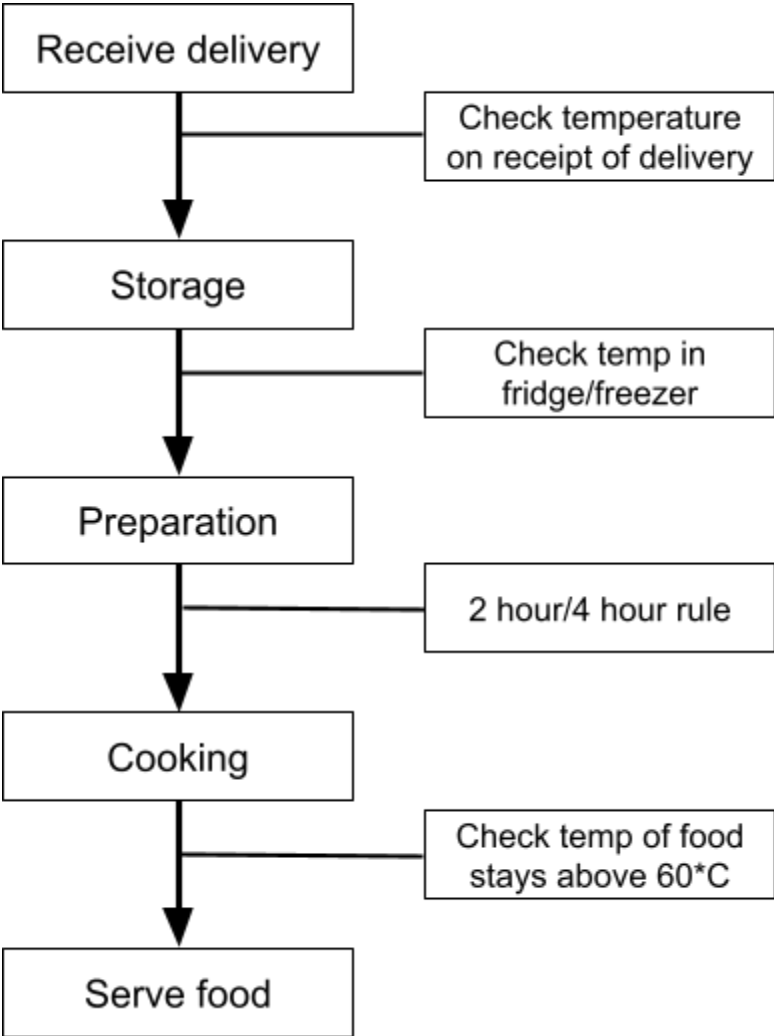 Receive delivery
Check temperature
on receipt of delivery
Storage
Check temp in
fridge/freezer
Preparation
2 hour/4 hour rule
Cooking
Check temp of food
stays above 60*C
Serve food